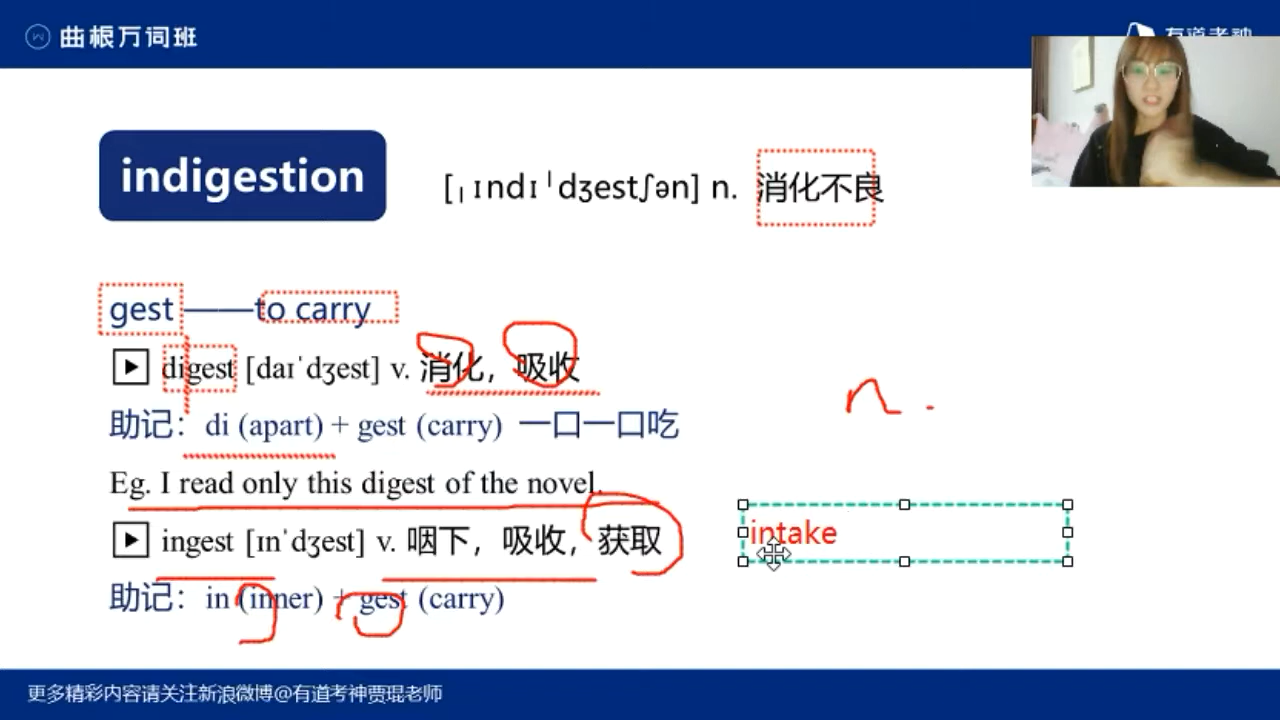 曲根万词班
有道考神
indigestion
[ˌɪndɪˈdʒestʃən] n. 消化不良
gest ——to carry
digest [daɪˈdʒest] v. 消化，吸收
n.
助记：di (apart) + gest (carry) 一口一口吃
Eg. I read only this digest of the novel.
ingest [ɪnˈdʒest] v. 咽下，吸收，获取
intake
助记：in (inner) + gest (carry)
更多精彩内容请关注新浪微博@有道考神贾琨老师